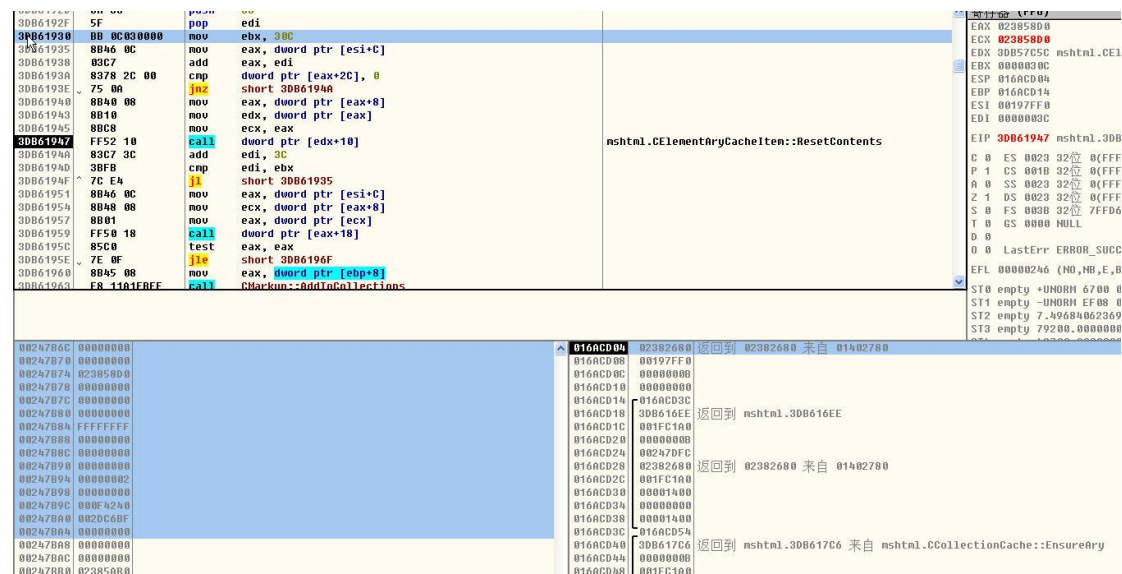 3DB6192F 5F pop edi
3DB61930 BB 0C030000 mov ebx, 30C
3DB61935 8B46 0C mov eax, dword ptr [esi+C]
3DB61938 03C7 add eax, edi
3DB6193A 8378 2C 00 cmp dword ptr [eax+2C], 0
3DB6193E 75 0A jnz short 3DB6194A
3DB61940 8B40 08 mov eax, dword ptr [eax+8]
3DB61943 8B10 mov edx, dword ptr [eax]
3DB61945 8BC8 mov ecx, eax
3DB61947 FF52 10 call dword ptr [edx+10] mshtml.CElementAryCacheItem::ResetContents
3DB6194A 83C7 3C add edi, 3C
3DB6194D 3BFB cmp edi, ebx
3DB6194F ^ 7C E4 jl short 3DB61935
3DB61951 8B46 0C mov eax, dword ptr [esi+C]
3DB61954 8B48 08 mov ecx, dword ptr [eax+8]
3DB61957 8B01 mov eax, dword ptr [ecx]
3DB61959 FF50 18 call dword ptr [eax+18]
3DB6195C 85C0 test eax, eax
3DB6195E 7E 0F jle short 3DB6196F
3DB61960 8B45 08 mov eax, dword ptr [ebp+8]
3DB61963 E8 11A1FBFF call CMarkup::AddToCollections
寄存器 (FPU)
EAX 023858D0
ECX 023858D0
EDX 3DB57C5C mshtml.CEl
EBX 0000030C
ESP 016ACD04
EBP 016ACD14
ESI 00197FF0
EDI 0000003C
EIP 3DB61947 mshtml.3DB
C 0 ES 0023 32位 0(FFF
P 1 CS 001B 32位 0(FFF
A 0 SS 0023 32位 0(FFF
Z 1 DS 0023 32位 0(FFF
S 0 FS 003B 32位 7FFD6
T 0 GS 0000 NULL
D 0
O 0 LastErr ERROR_SUCC
EFL 00000246 (NO,NB,E,B
ST0 empty +UNORM 6700 0
ST1 empty -UNORM EF08 0
ST2 empty 7.49684062369
ST3 empty 79200.0000000
00247B6C 00000000
00247B70 00000000
00247B74 023858D0
00247B78 00000000
00247B7C 00000000
00247B80 00000000
00247B84 FFFFFFFF
00247B88 00000000
00247B8C 00000000
00247B90 00000000
00247B94 00000002
00247B98 00000000
00247B9C 000F4240
00247BA0 002DC6BF
00247BA4 00000000
00247BA8 00000000
00247BAC 00000000
00247BB0 02385AB0
016ACD04 02382680 返回到 02382680 来自 01402780
016ACD08 00197FF0
016ACD0C 0000000B
016ACD10 00000000
016ACD14 016ACD3C
016ACD18 3DB616EE 返回到 mshtml.3DB616EE
016ACD1C 001FC1A0
016ACD20 0000000B
016ACD24 00247DFC
016ACD28 02382680 返回到 02382680 来自 01402780
016ACD2C 001FC1A0
016ACD30 00001400
016ACD34 00000000
016ACD38 00001400
016ACD3C 016ACD54
016ACD40 3DB617C6 返回到 mshtml.3DB617C6 来自 mshtml.CCollectionCache::EnsureAry
016ACD44 0000000B
016ACD48 001FC1A0